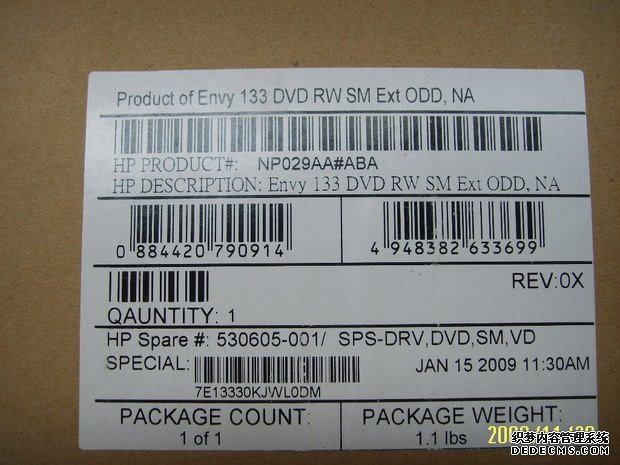 Product of Envy 133 DVD RW SM Ext ODD, NA
HP PRODUCT#: NP029AA#ABA
HP DESCRIPTION: Envy 133 DVD RW SM Ext ODD, NA
0 884420 790914
4 948382 633699
REV:0X
QAUNTITY: 1
HP Spare #: 530605-001/ SPS-DRV,DVD,SM,VD
SPECIAL:
JAN 15 2009 11:30AM
7E13330KJWL0DM
PACKAGE COUNT:
1 of 1
PACKAGE WEIGHT:
1.1 lbs
织梦内容管理系统
DEDECMS.COM